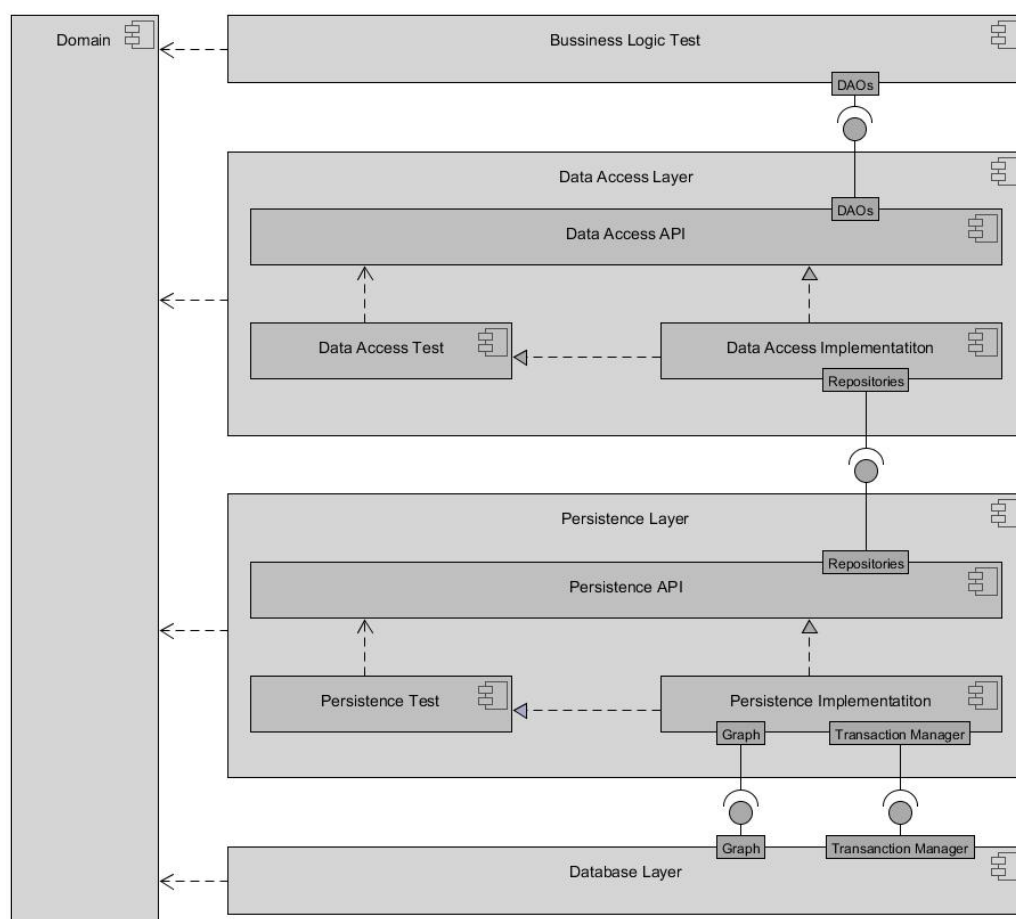 Domain
Bussiness Logic Test
DAOs
Data Access Layer
DAOs
Data Access API
Data Access Test
Data Access Implementatiton
Repositories
Persistence Layer
Repositories
Persistence API
Persistence Test
Persistence Implementatiton
Graph
Transaction Manager
Graph
Transanction Manager
Database Layer